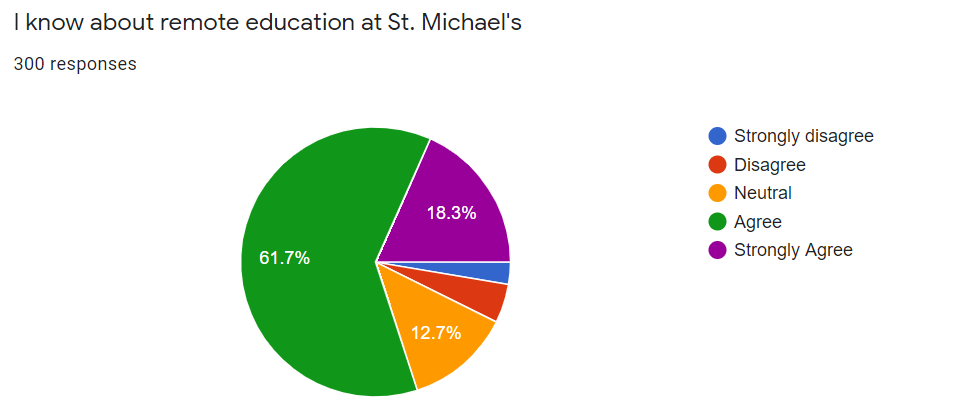 I know about remote education at St. Michael's
300 responses
Strongly disagree
Disagree
Neutral
Agree
Strongly Agree
18.3%
61.7%
12.7%